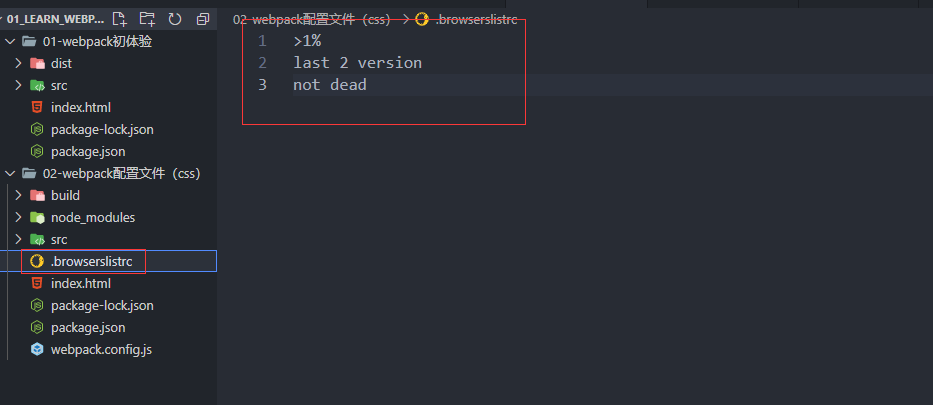 01_LEARN_WEBP...
01-webpack初体验
dist
src
index.html
package-lock.json
package.json
02-webpack配置文件（css）
build
node_modules
src
.browserslistrc
index.html
package-lock.json
package.json
webpack.config.js
02-webpack配置文件（css） > .browserslistrc
1 >1%
2 last 2 version
3 not dead